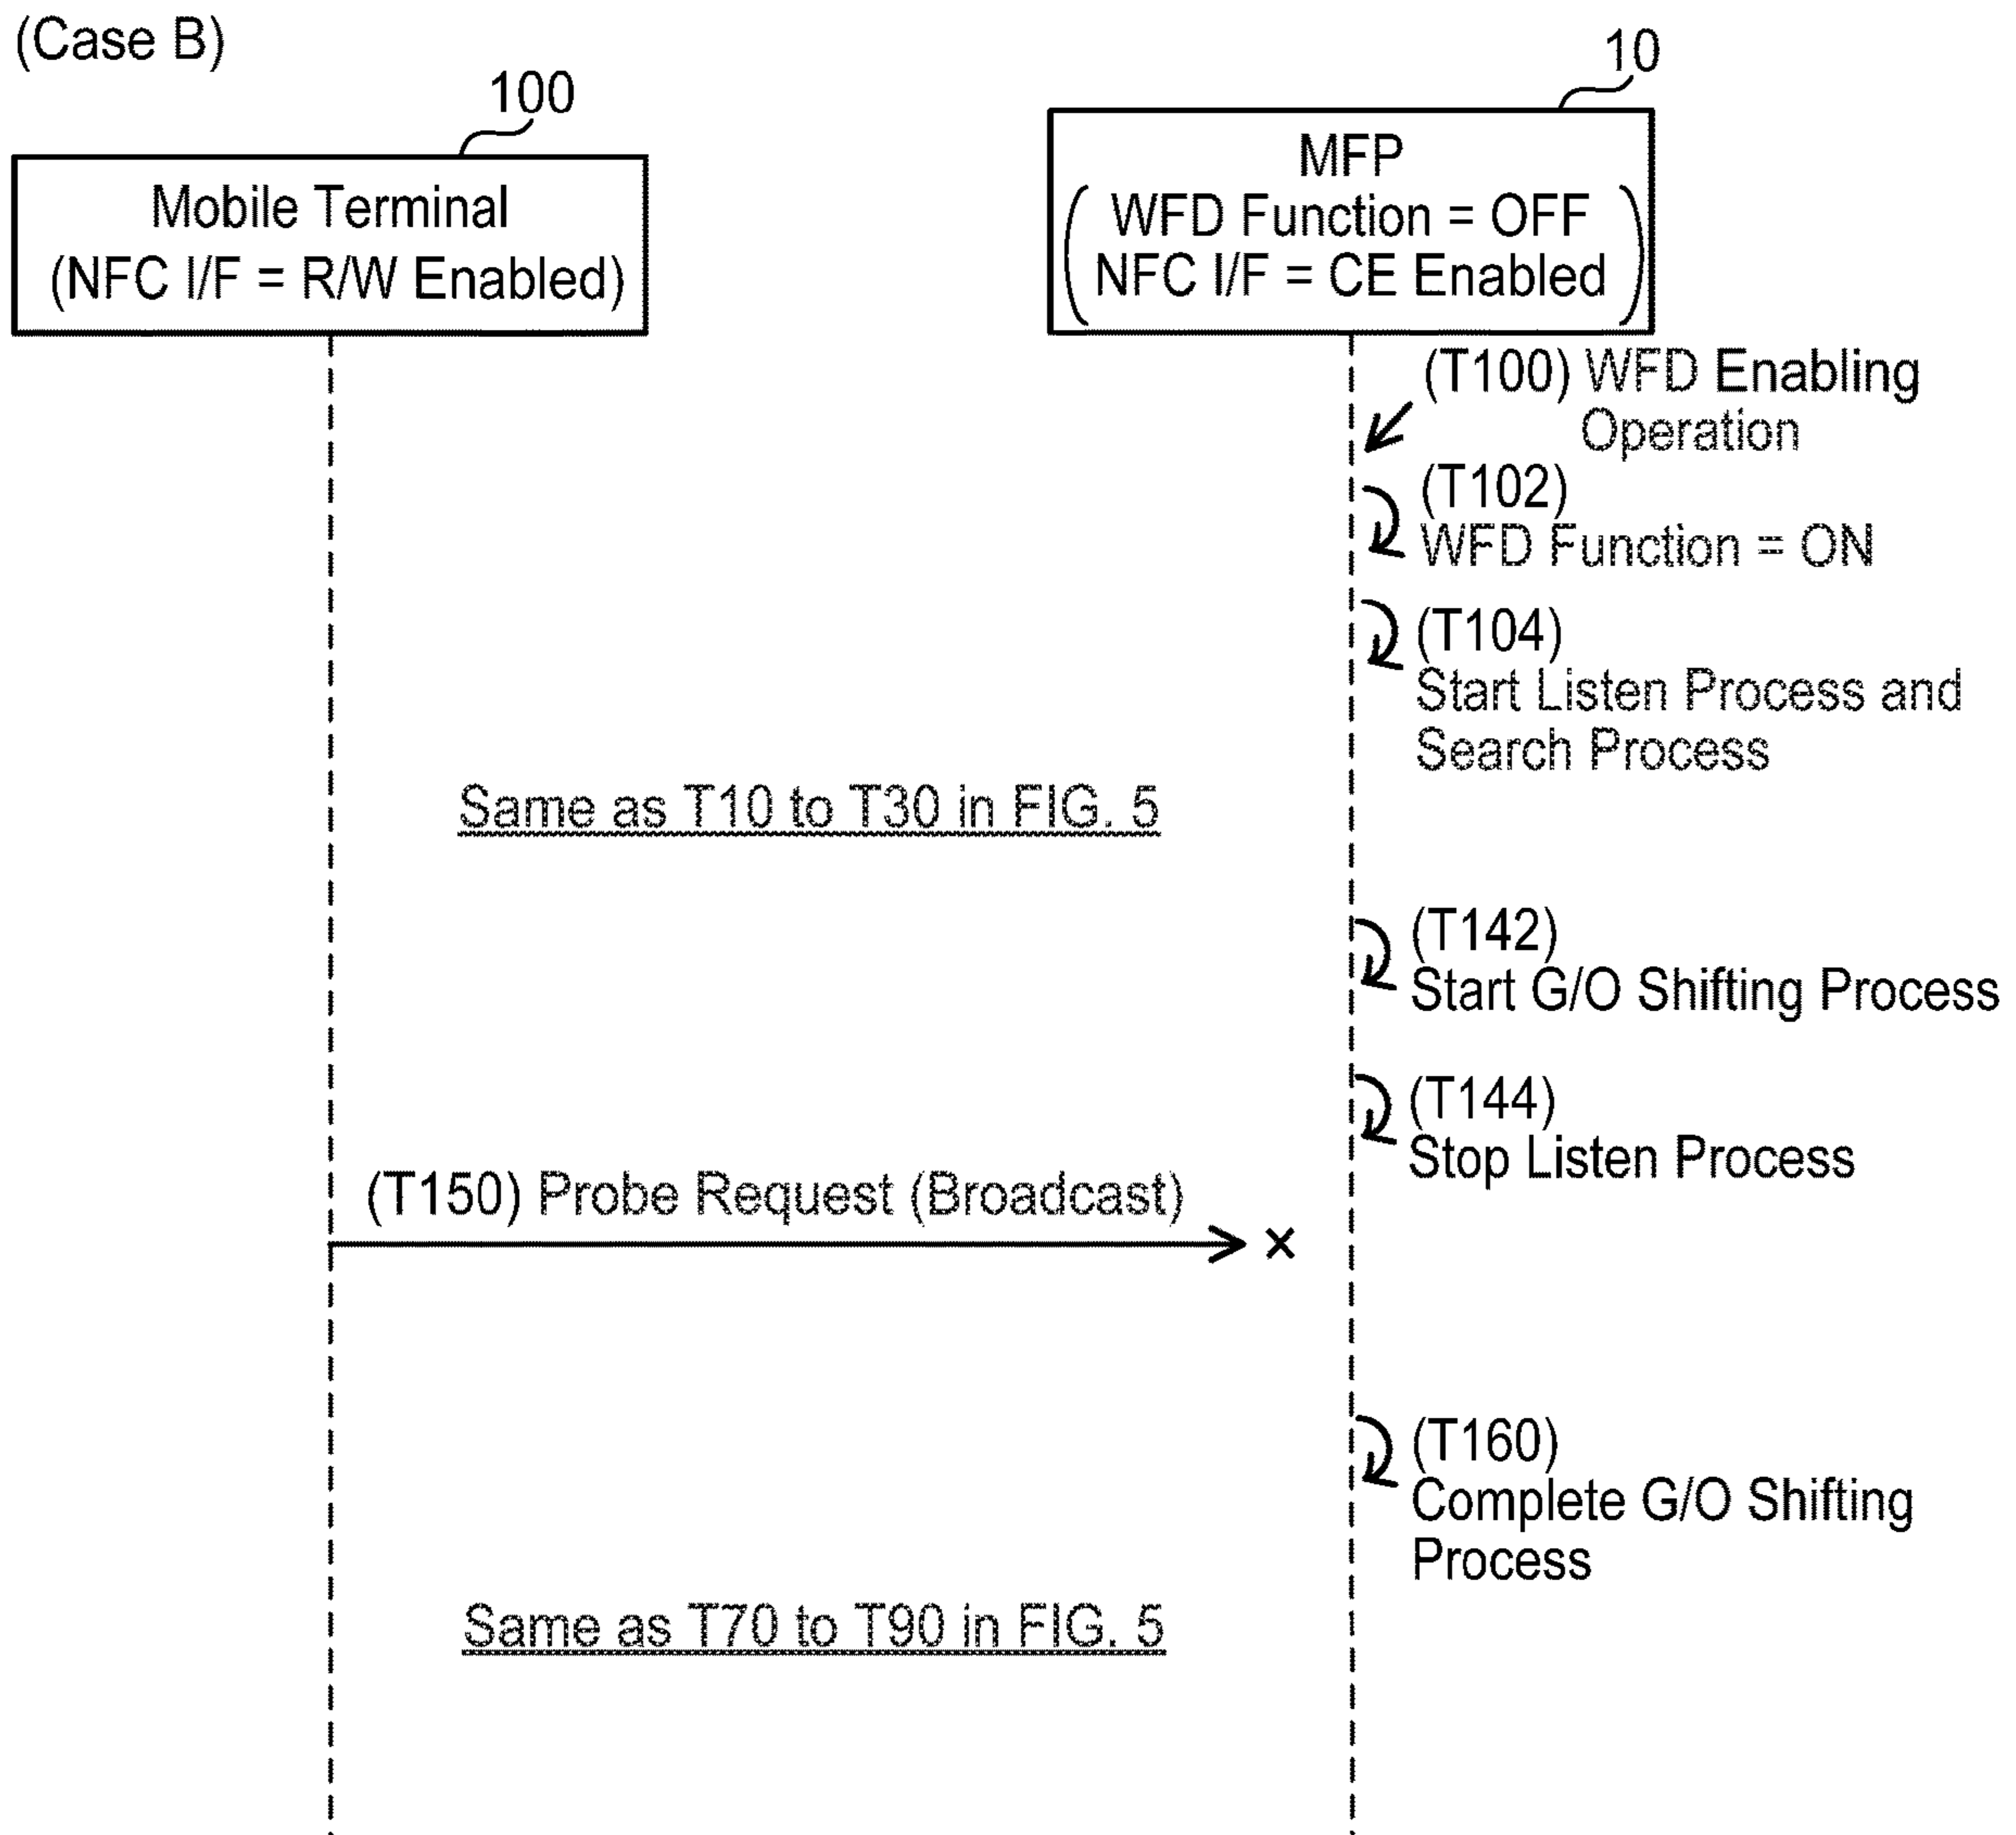 (Case B)
100
10
Mobile Terminal
(NFC I/F = R/W Enabled)
MFP
( WFD Function = OFF
NFC I/F = CE Enabled )
(T100) WFD Enabling
Operation
(T102)
WFD Function = ON
(T104)
Start Listen Process and
Search Process
Same as T10 to T30 in FIG. 5
(T142)
Start G/O Shifting Process
(T144)
Stop Listen Process
(T150) Probe Request (Broadcast)
×
(T160)
Complete G/O Shifting
Process
Same as T70 to T90 in FIG. 5